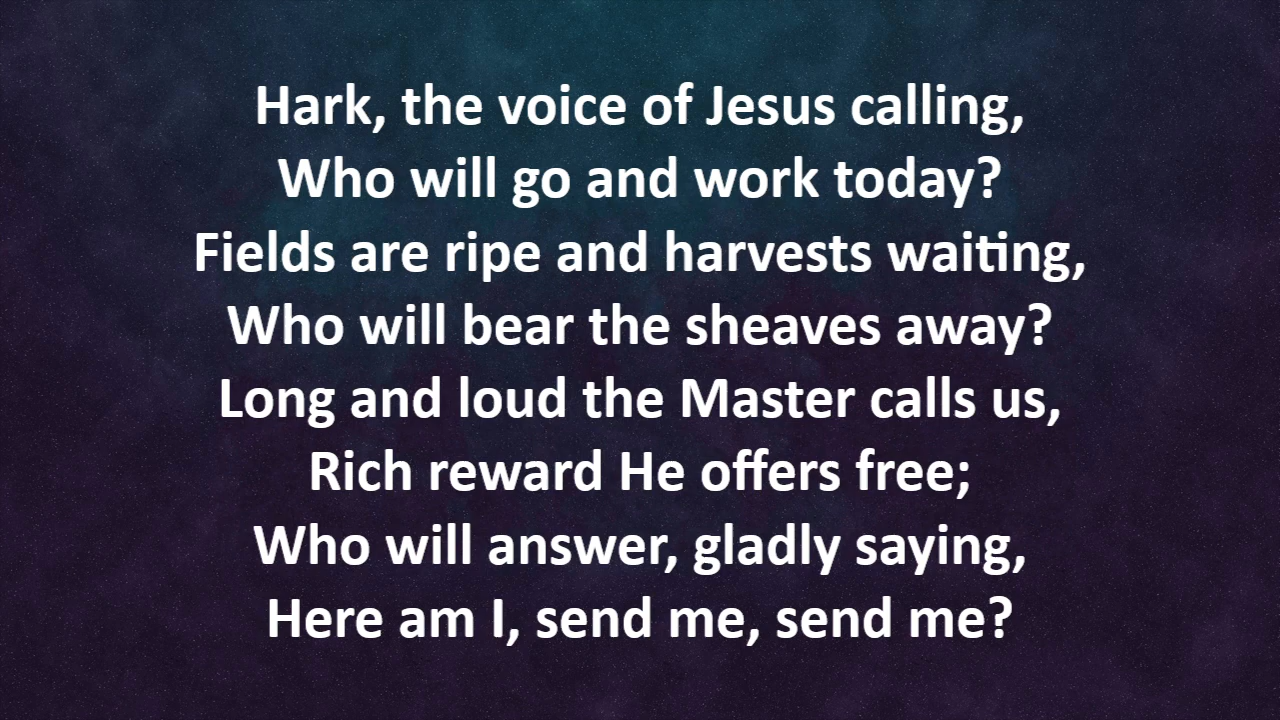 Hark, the voice of Jesus calling,
Who will go and work today?
Fields are ripe and harvests waiting,
Who will bear the sheaves away?
Long and loud the Master calls us,
Rich reward He offers free;
Who will answer, gladly saying,
Here am I, send me, send me?